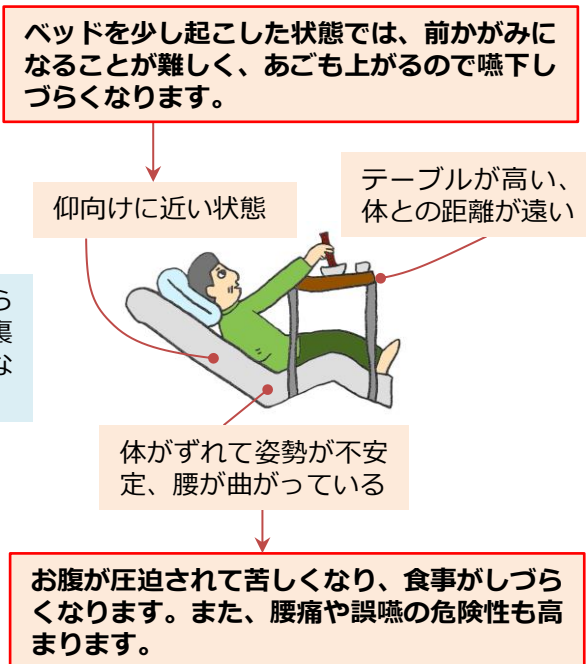 ベッドを少し起こした状態では、前かがみに
なることが難しく、あごも上がるので嚥下し
づらくなります。
仰向けに近い状態
テーブルが高い、
体との距離が遠い
ら
裏
な
体がずれて姿勢が不安
定、腰が曲がっている
お腹が圧迫されて苦しくなり、食事がしづら
くなります。また、腰痛や誤嚥の危険性も高
まります。